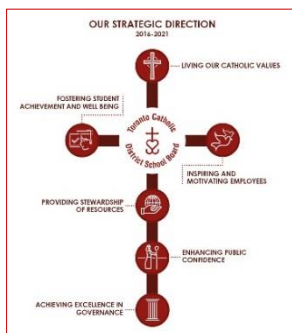 OUR STRATEGIC DIRECTION
2016-2021
LIVING OUR CATHOLIC VALUES
FOSTERING STUDENT
ACHIEVEMENT AND WELL BEING
Toronto Catholic
District School Board
INSPIRING AND
MOTIVATING EMPLOYEES
PROVIDING STEWARDSHIP
OF RESOURCES
ENHANCING PUBLIC
CONFIDENCE
ACHIEVING EXCELLENCE IN
GOVERNANCE